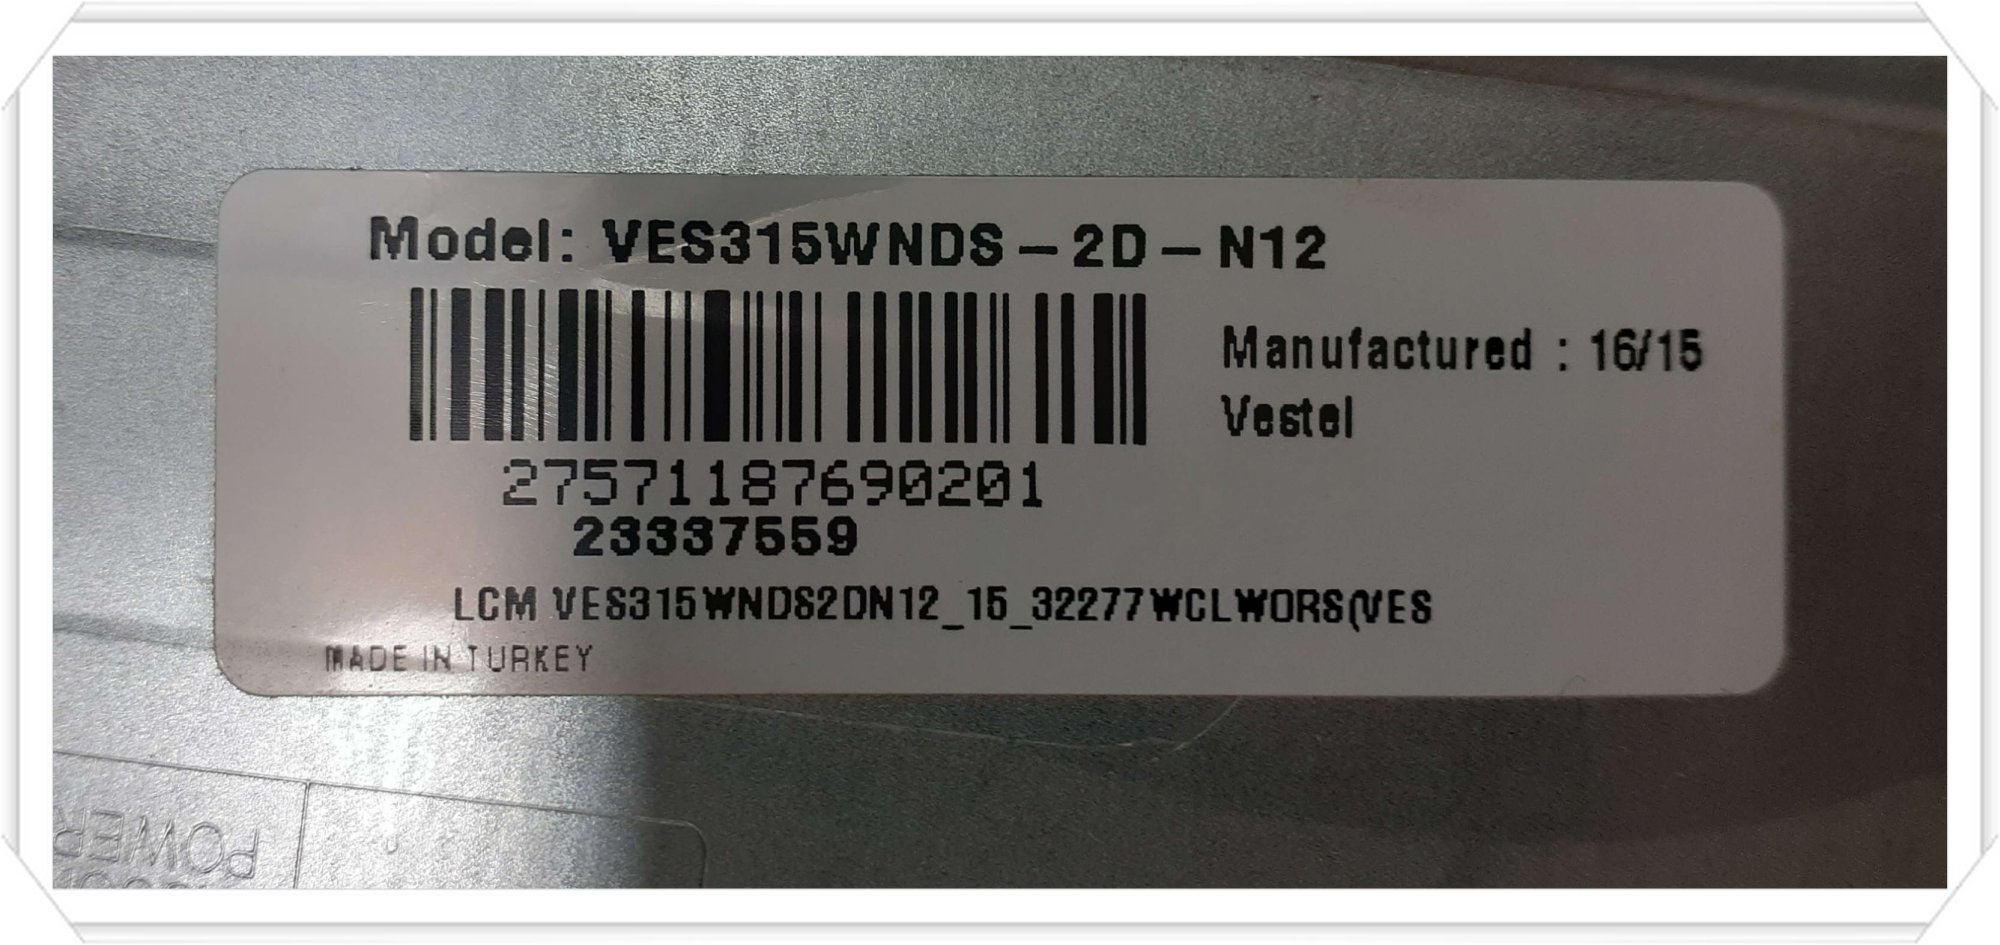 Model: VES315WNDS-2D-N12
Manufactured : 16/15
Vestel
27571187690201
23337559
LCM VES315WNDS2DN12_15_32277WCLWORS(VES
MADE IN TURKEY
POWER